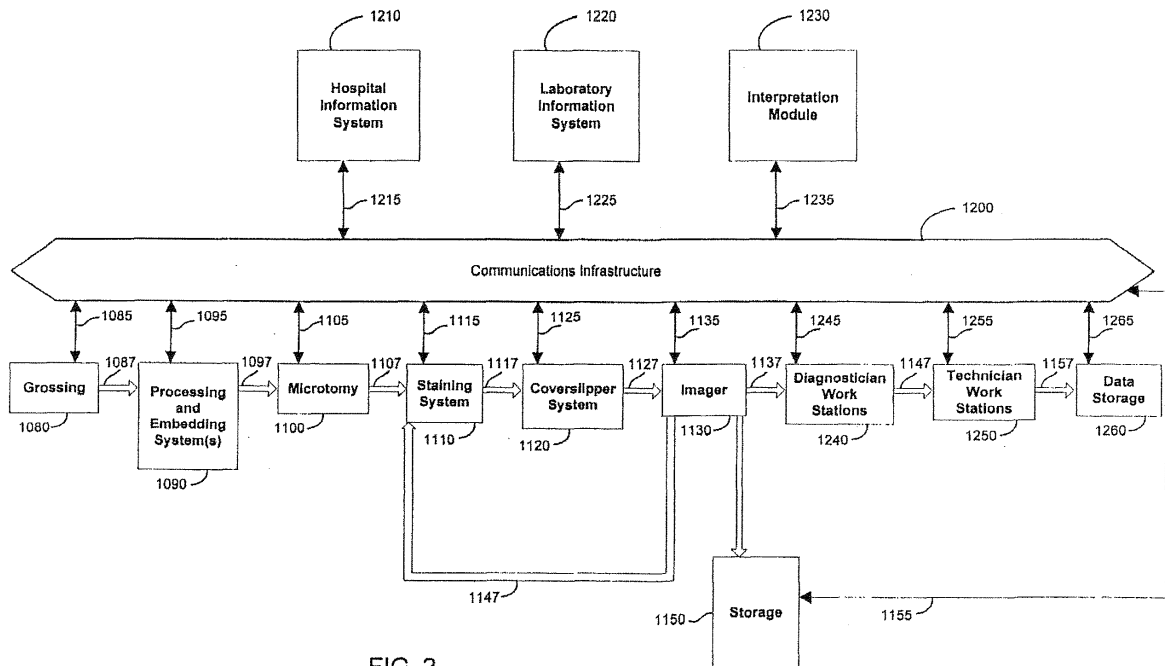 1210
1220
1230
Hospital
Information
System
Laboratory
Information
System
Interpretation
Module
1215
1225
1235
1200
Communications Infrastructure
1085
1095
1105
1115
1125
1135
1245
1255
1265
Grossing
1087
Processing
and
Embedding
System(s)
1097
Microtomy
1107
Staining
System
1117
Coverslipper
System
1127
Imager
1137
Diagnostician
Work
Stations
1147
Technician
Work
Stations
1157
Data
Storage
1080
1090
1100
1110
1120
1130
1240
1250
1260
1147
1150
Storage
1155